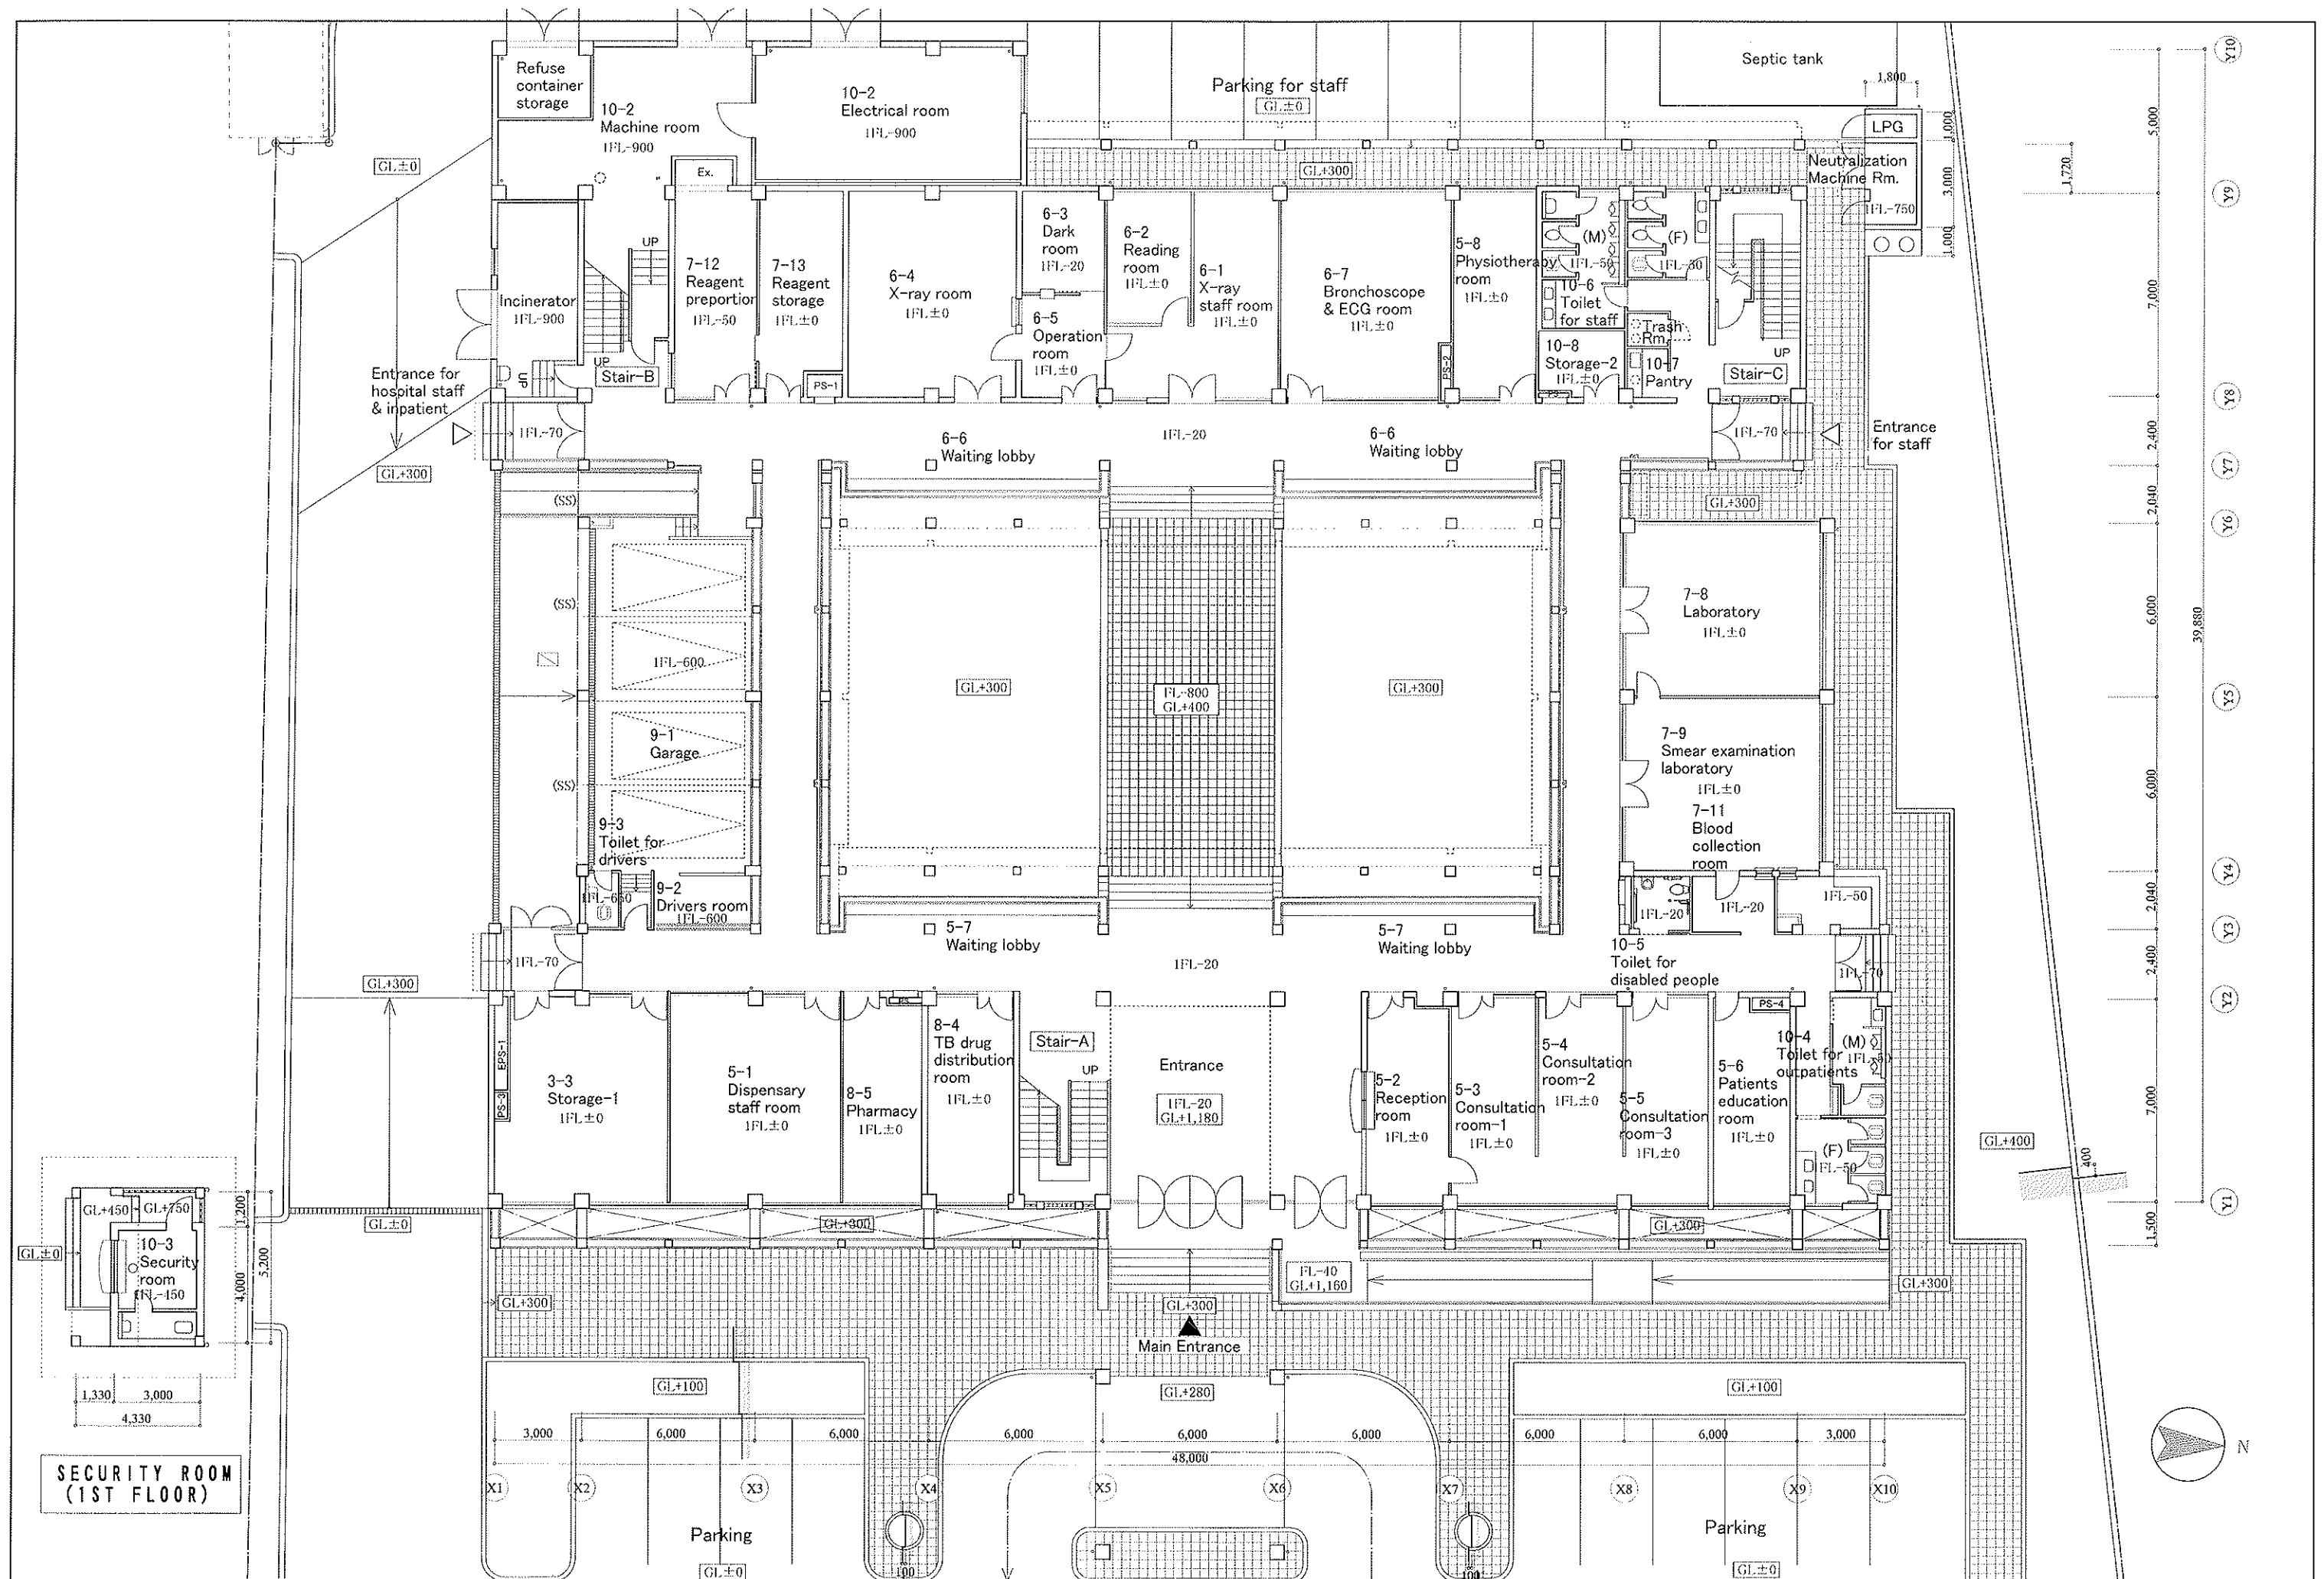 Refuse
container
storage
10-2
Machine room
1FL-900
10-2
Electrical room
1FL-900
Parking for staff
GL±0
Septic tank
1,800
LPG
1,000
Neutralization
Machine Rm.
3,000
1FL-750
1,000
1,720
GL±0
Ex.
GL+300
Incinerator
1FL-900
UP
UP
UP
Stair-B
7-12
Reagent
preportion
1FL-50
7-13
Reagent
storage
1FL±0
PS-1
6-4
X-ray room
1FL±0
6-3
Dark
room
1FL-20
6-5
Operation
room
1FL±0
6-2
Reading
room
1FL±0
6-1
X-ray
staff room
1FL±0
6-7
Bronchoscope
& ECG room
1FL±0
PS-2
5-8
Physiotherapy
room
1FL±0
(M)
1FL-50
10-6
Toilet
for staff
(F)
1FL-50
Trash
Rm.
10-8
Storage-2
1FL±0
PS
10-7
Pantry
UP
Stair-C
Entrance for
hospital staff
& inpatient
1FL-70
GL+300
6-6
Waiting lobby
1FL-20
6-6
Waiting lobby
1FL-70
Entrance
for staff
GL+300
(SS)
(SS)
(SS)
1FL-600
9-1
Garage
GL+300
FL-800
GL+400
GL+300
7-8
Laboratory
1FL±0
7-9
Smear examination
laboratory
1FL±0
7-11
Blood
collection
room
9-3
Toilet for
drivers
1FL-650
9-2
Drivers room
1FL-600
1FL-20
1FL-20
1FL-50
5-7
Waiting lobby
1FL-20
5-7
Waiting lobby
10-5
Toilet for
disabled people
1FL-70
1FL-70
GL+300
EPS-1
PS-3
3-3
Storage-1
1FL±0
5-1
Dispensary
staff room
1FL±0
8-5
Pharmacy
1FL±0
PS
8-4
TB drug
distribution
room
1FL±0
Stair-A
UP
Entrance
1FL-20
GL+1,180
5-2
Reception
room
1FL±0
5-3
Consultation
room-1
1FL±0
5-4
Consultation
room-2
1FL±0
5-5
Consultation
room-3
1FL±0
PS-4
5-6
Patients
education
room
1FL±0
10-4
Toilet for
outpatients
(M)
1FL-50
(F)
1FL-50
GL+400
400
GL±0
GL+300
GL+300
FL-40
GL+1,160
GL+300
GL+300
GL+300
Main Entrance
GL+280
GL+100
GL+100
GL+450
GL+750
GL±0
10-3
Security
room
1FL-450
1,200
4,000
5,200
1,330
3,000
4,330
SECURITY ROOM
(1ST FLOOR)
3,000
6,000
6,000
6,000
6,000
6,000
6,000
6,000
3,000
48,000
X1
X2
X3
X4
X5
X6
X7
X8
X9
X10
Parking
GL±0
Parking
GL±0
100
100
N
Y10
5,000
Y9
7,000
Y8
2,400
Y7
2,040
Y6
6,000
39,880
Y5
6,000
Y4
2,040
Y3
2,400
Y2
7,000
Y1
1,500